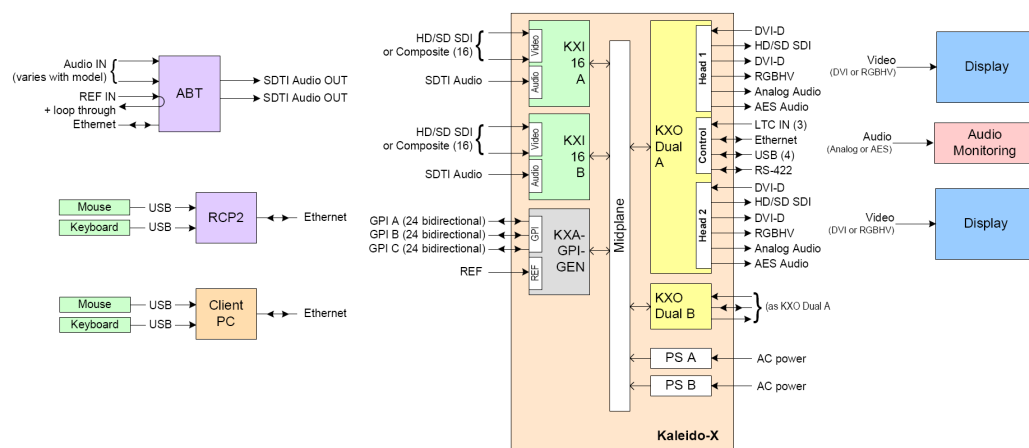 Audio IN
(varies with model)
REF IN
+ loop through
Ethernet
ABT
SDTI Audio OUT
SDTI Audio OUT
Mouse
Keyboard
USB
USB
RCP2
Ethernet
Mouse
Keyboard
USB
USB
Client
PC
Ethernet
HD/SD SDI
or Composite (16)
SDTI Audio
Video
Audio
KXI
16
A
HD/SD SDI
or Composite (16)
SDTI Audio
Video
Audio
KXI
16
B
GPI A (24 bidirectional)
GPI B (24 bidirectional)
GPI C (24 bidirectional)
REF
GPI
REF
KXA-
GPI-
GEN
Midplane
KXO
Dual
A
Head 1
Control
Head 2
DVI-D
HD/SD SDI
DVI-D
RGBHV
Analog Audio
AES Audio
LTC IN (3)
Ethernet
USB (4)
RS-422
DVI-D
HD/SD SDI
DVI-D
RGBHV
Analog Audio
AES Audio
KXO
Dual B
(as KXO Dual A
PS A
AC power
PS B
AC power
Kaleido-X
Video
(DVI or RGBHV)
Display
Audio
(Analog or AES)
Audio
Monitoring
Video
(DVI or RGBHV)
Display